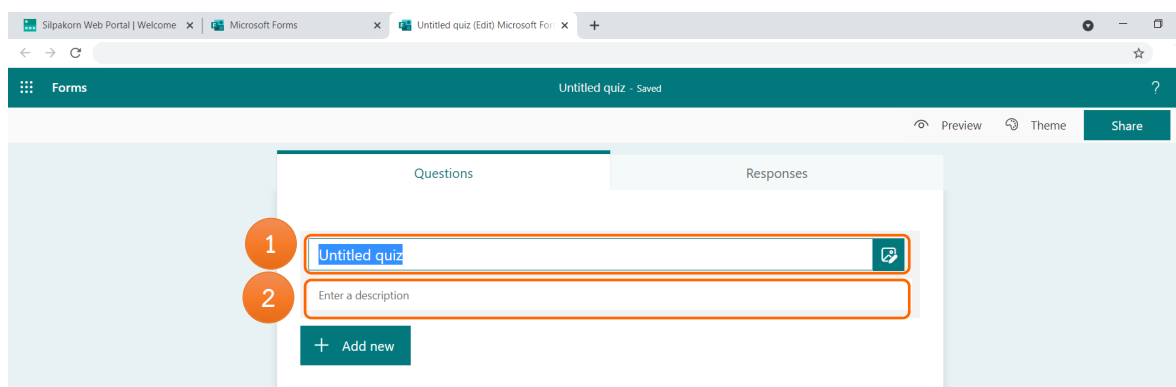 Silpakorn Web Portal | Welcome
Microsoft Forms
Untitled quiz (Edit) Microsoft For
Forms
Untitled quiz - Saved
?
Preview
Theme
Share
Questions
Responses
1
Untitled quiz
2
Enter a description
+ Add new